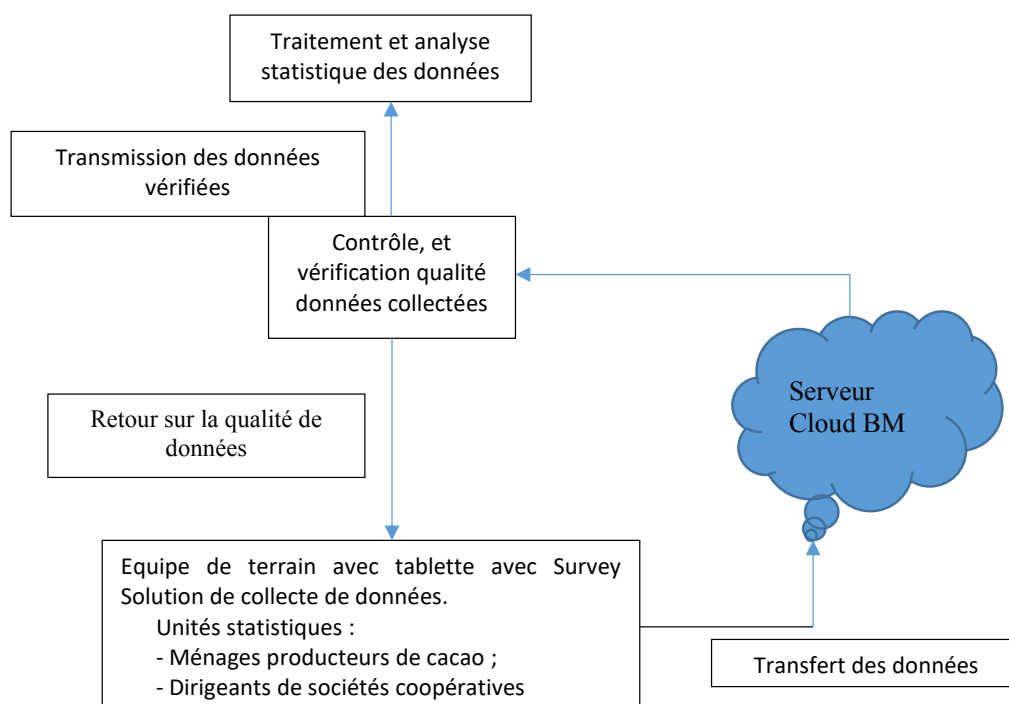 Traitement et analyse
statistique des données
Transmission des données
vérifiées
Contrôle, et
vérification qualité
données collectées
Serveur
Cloud BM
Retour sur la qualité de
données
Equipe de terrain avec tablette avec Survey
Solution de collecte de données.
Unités statistiques :
- Ménages producteurs de cacao ;
- Dirigeants de sociétés coopératives
Transfert des données